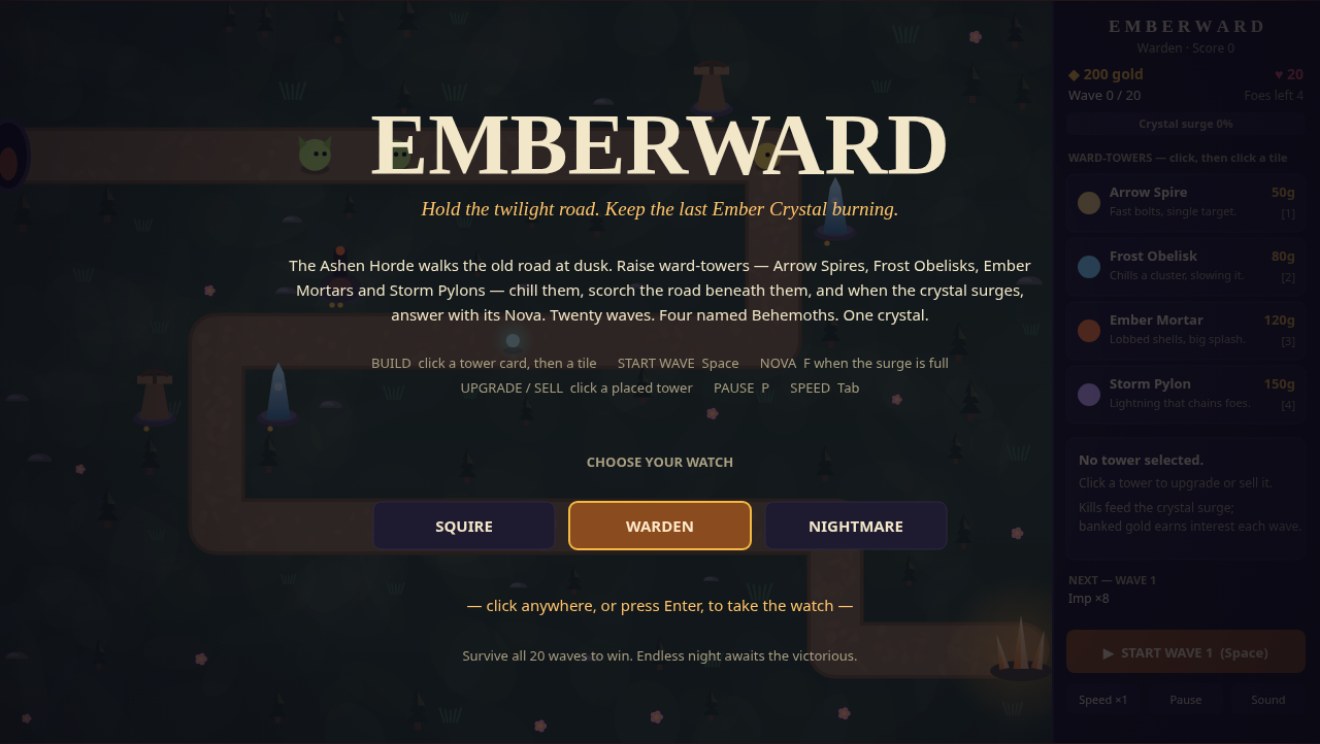 EMBERWARD
Hold the twilight road. Keep the last Ember Crystal burning.
The Ashen Horde walks the old road at dusk. Raise ward-towers — Arrow Spires, Frost Obelisks, Ember
Mortars and Storm Pylons — chill them, scorch the road beneath them, and when the crystal surges,
answer with its Nova. Twenty waves. Four named Behemoths. One crystal.
BUILD click a tower card, then a tile START WAVE Space NOVA F when the surge is full
UPGRADE / SELL click a placed tower PAUSE P SPEED Tab
CHOOSE YOUR WATCH
SQUIRE WARDEN NIGHTMARE
— click anywhere, or press Enter, to take the watch —
Survive all 20 waves to win. Endless night awaits the victorious.
EMBERWARD
Warden · Score 0
◆ 200 gold ♥ 20
Wave 0 / 20 Foes left 4
Crystal surge 0%
WARD-TOWERS — click, then click a tile
Arrow Spire 50g
Fast bolts, single target. [1]
Frost Obelisk 80g
Chills a cluster, slowing it. [2]
Ember Mortar 120g
Lobbed shells, big splash. [3]
Storm Pylon 150g
Lightning that chains foes. [4]
No tower selected.
Click a tower to upgrade or sell it.
Kills feed the crystal surge;
banked gold earns interest each wave.
NEXT — WAVE 1
Imp ×8
▶ START WAVE 1 (Space)
Speed ×1 Pause Sound